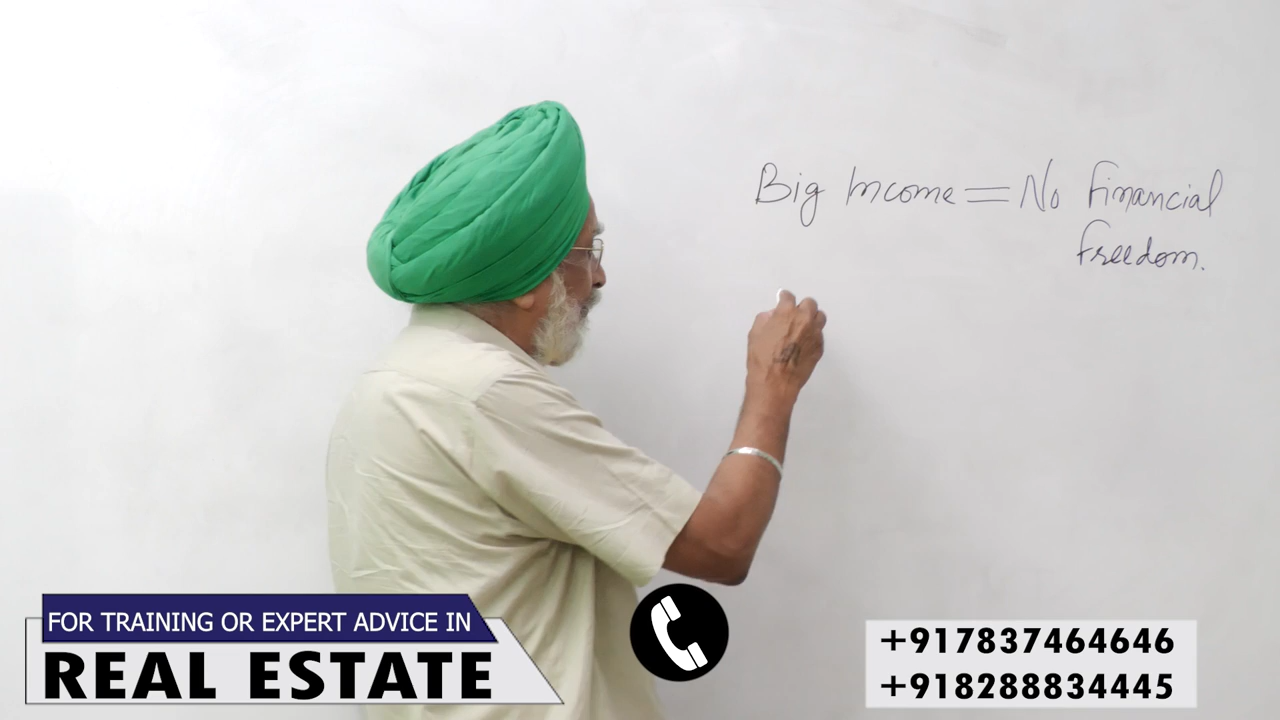 Big Income = No Financial
Freedom.
FOR TRAINING OR EXPERT ADVICE IN
REAL ESTATE
+917837464646
+918288834445